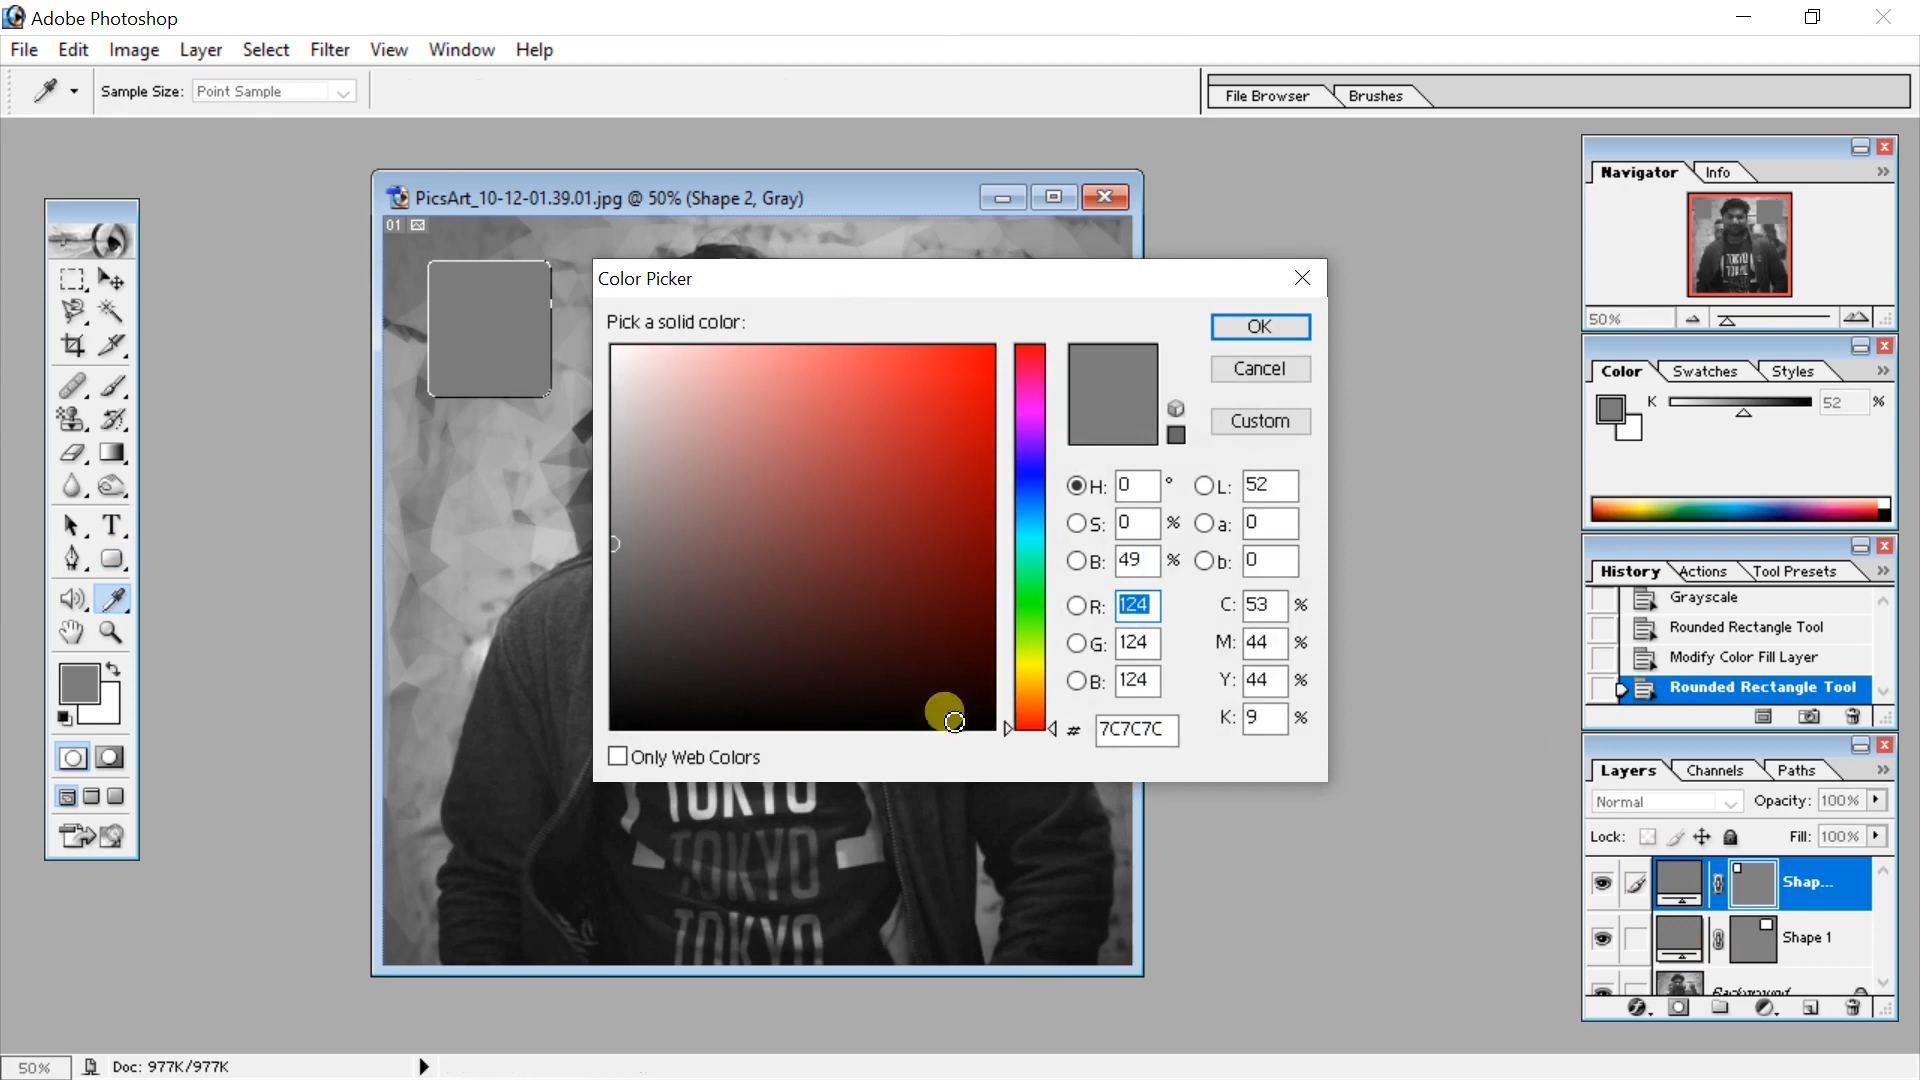 Adobe Photoshop
File Edit Image Layer Select Filter View Window Help
Sample Size: Point Sample
File Browser Brushes
PicsArt_10-12-01.39.01.jpg @ 50% (Shape 2, Gray)
01
Color Picker
Pick a solid color:
OK
Cancel
Custom
H: 0 ° L: 52
S: 0 % a: 0
B: 49 % b: 0
R: 124 C: 53 %
G: 124 M: 44 %
B: 124 Y: 44 %
K: 9 %
# 7C7C7C
Only Web Colors
TOKYO
TOKYO
TOKYO
Navigator Info
TOKYO
50%
Color Swatches Styles
K 52 %
History Actions Tool Presets
Grayscale
Rounded Rectangle Tool
Modify Color Fill Layer
Rounded Rectangle Tool
Layers Channels Paths
Normal Opacity: 100%
Lock: Fill: 100%
Shap...
Shape 1
Background
T
50% Doc: 977K/977K